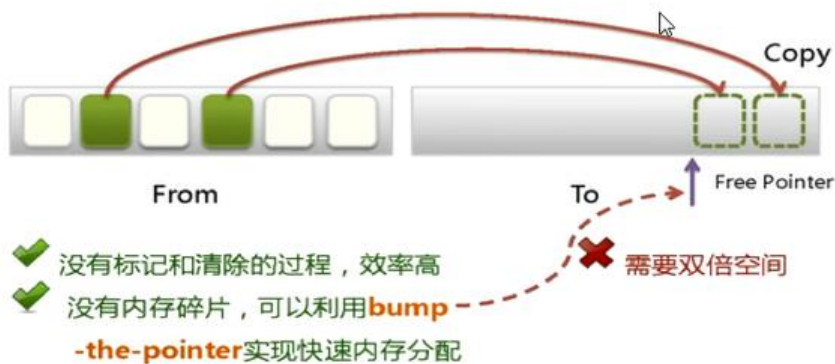 Copy
From
To
Free Pointer
没有标记和清除的过程，效率高
需要双倍空间
没有内存碎片，可以利用bump
-the-pointer实现快速内存分配